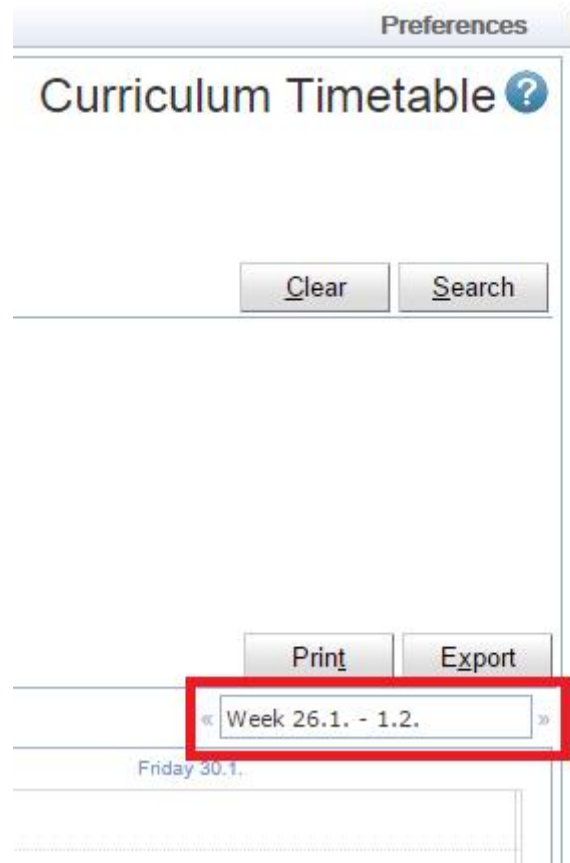 Preferences
Curriculum Timetable ?
Clear Search
Print Export
« Week 26.1. - 1.2. »
Friday 30.1.